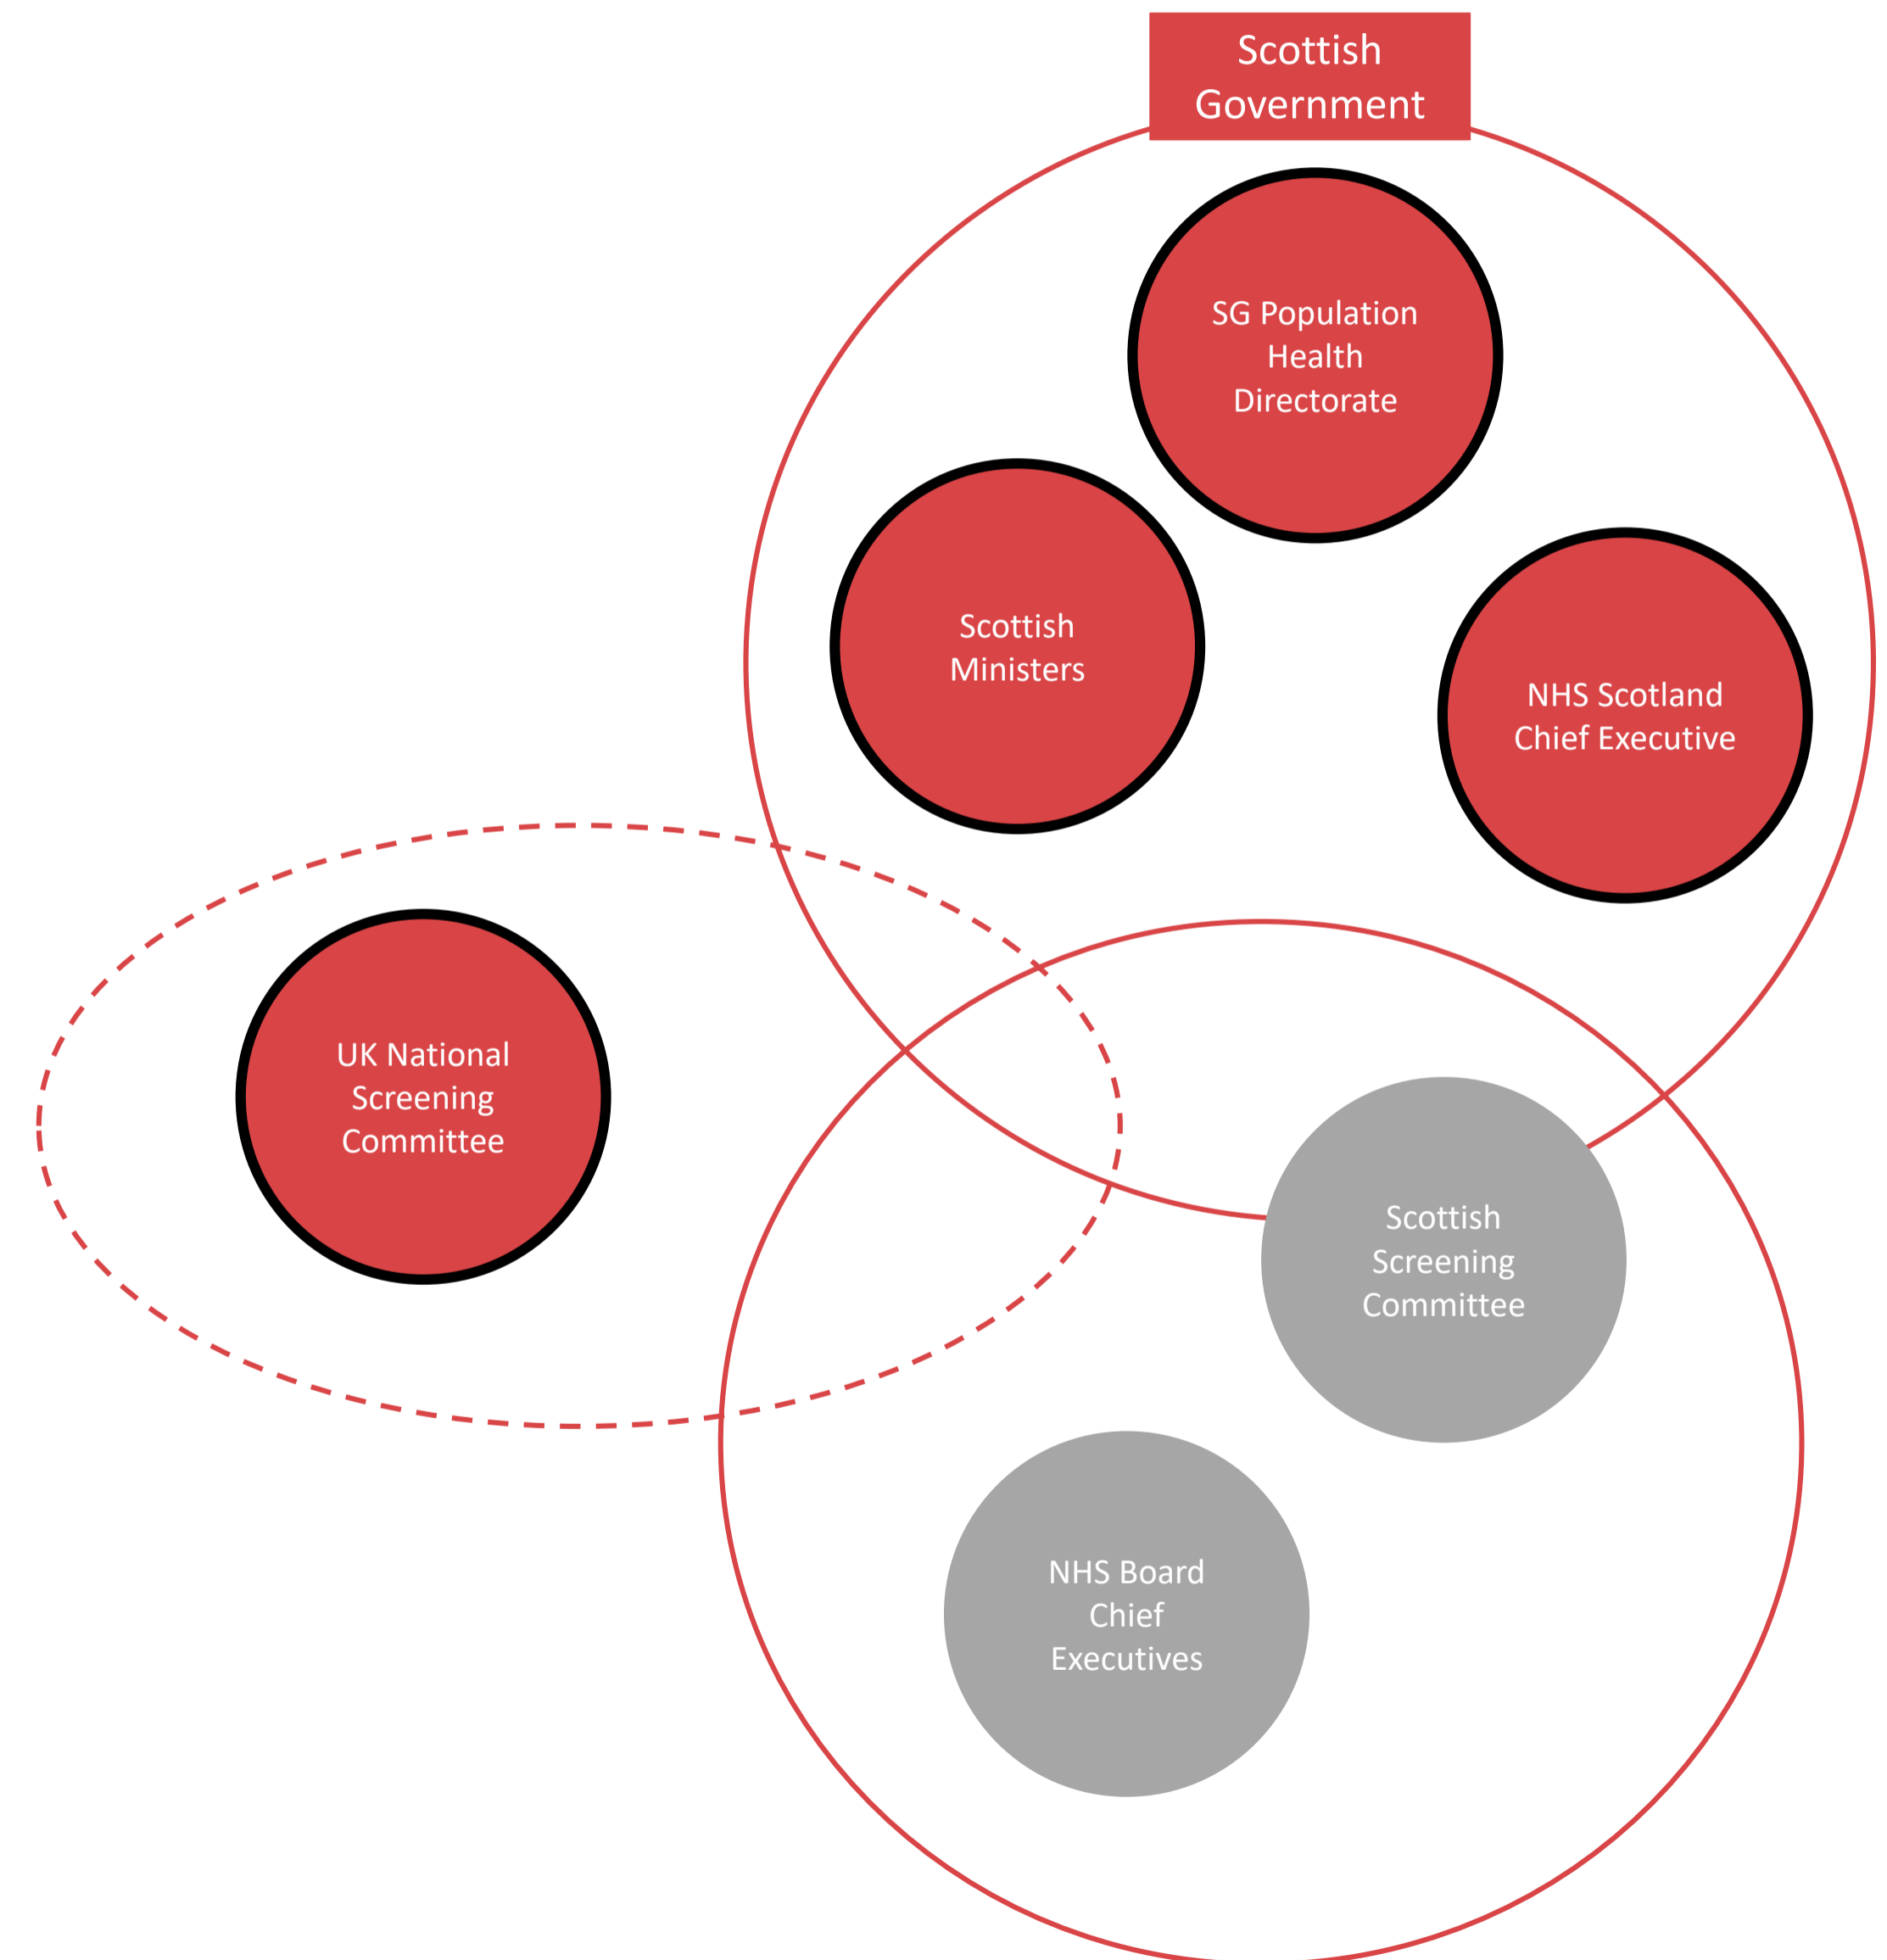 Scottish
Government
SG Population
Health
Directorate
Scottish
Ministers
NHS Scotland
Chief Executive
UK National
Screening
Committee
Scottish
Screening
Committee
NHS Board
Chief
Executives